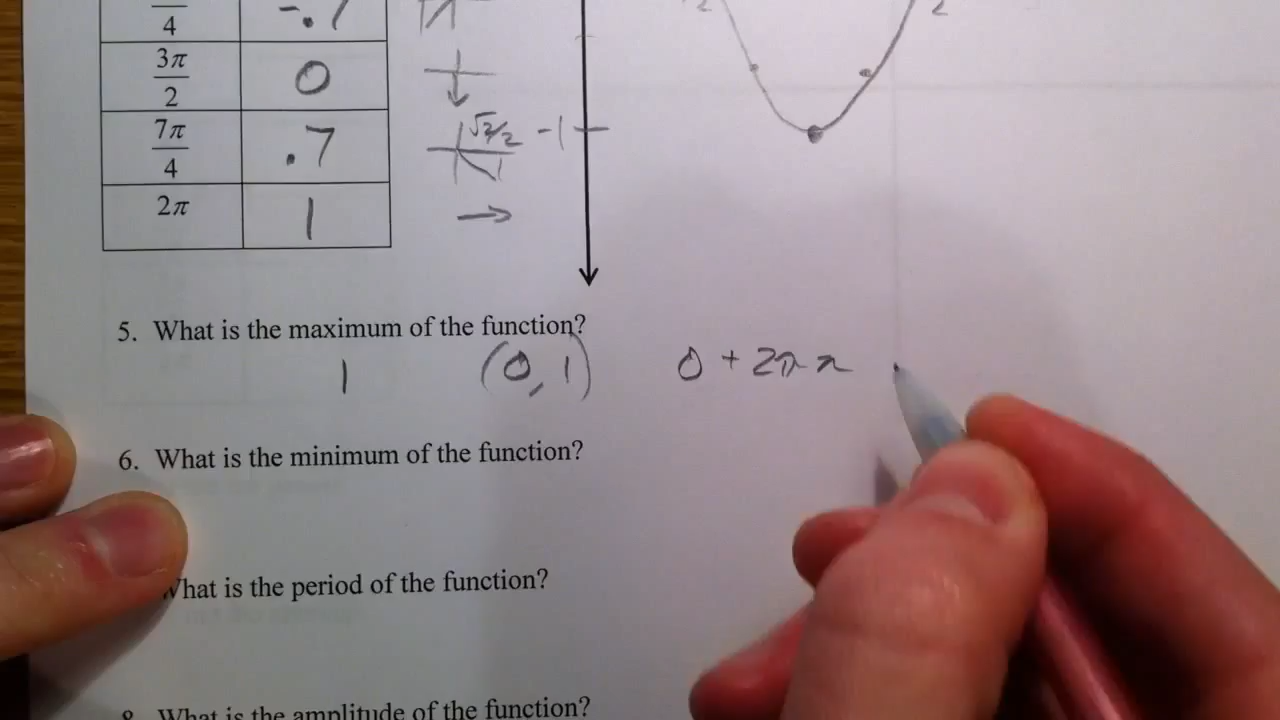 4 -.7
3π/2 0
7π/4 .7 √2/2 -1
2π 1
5. What is the maximum of the function?
1 (0, 1) 0 + 2πn
6. What is the minimum of the function?
What is the period of the function?
8. What is the amplitude of the function?